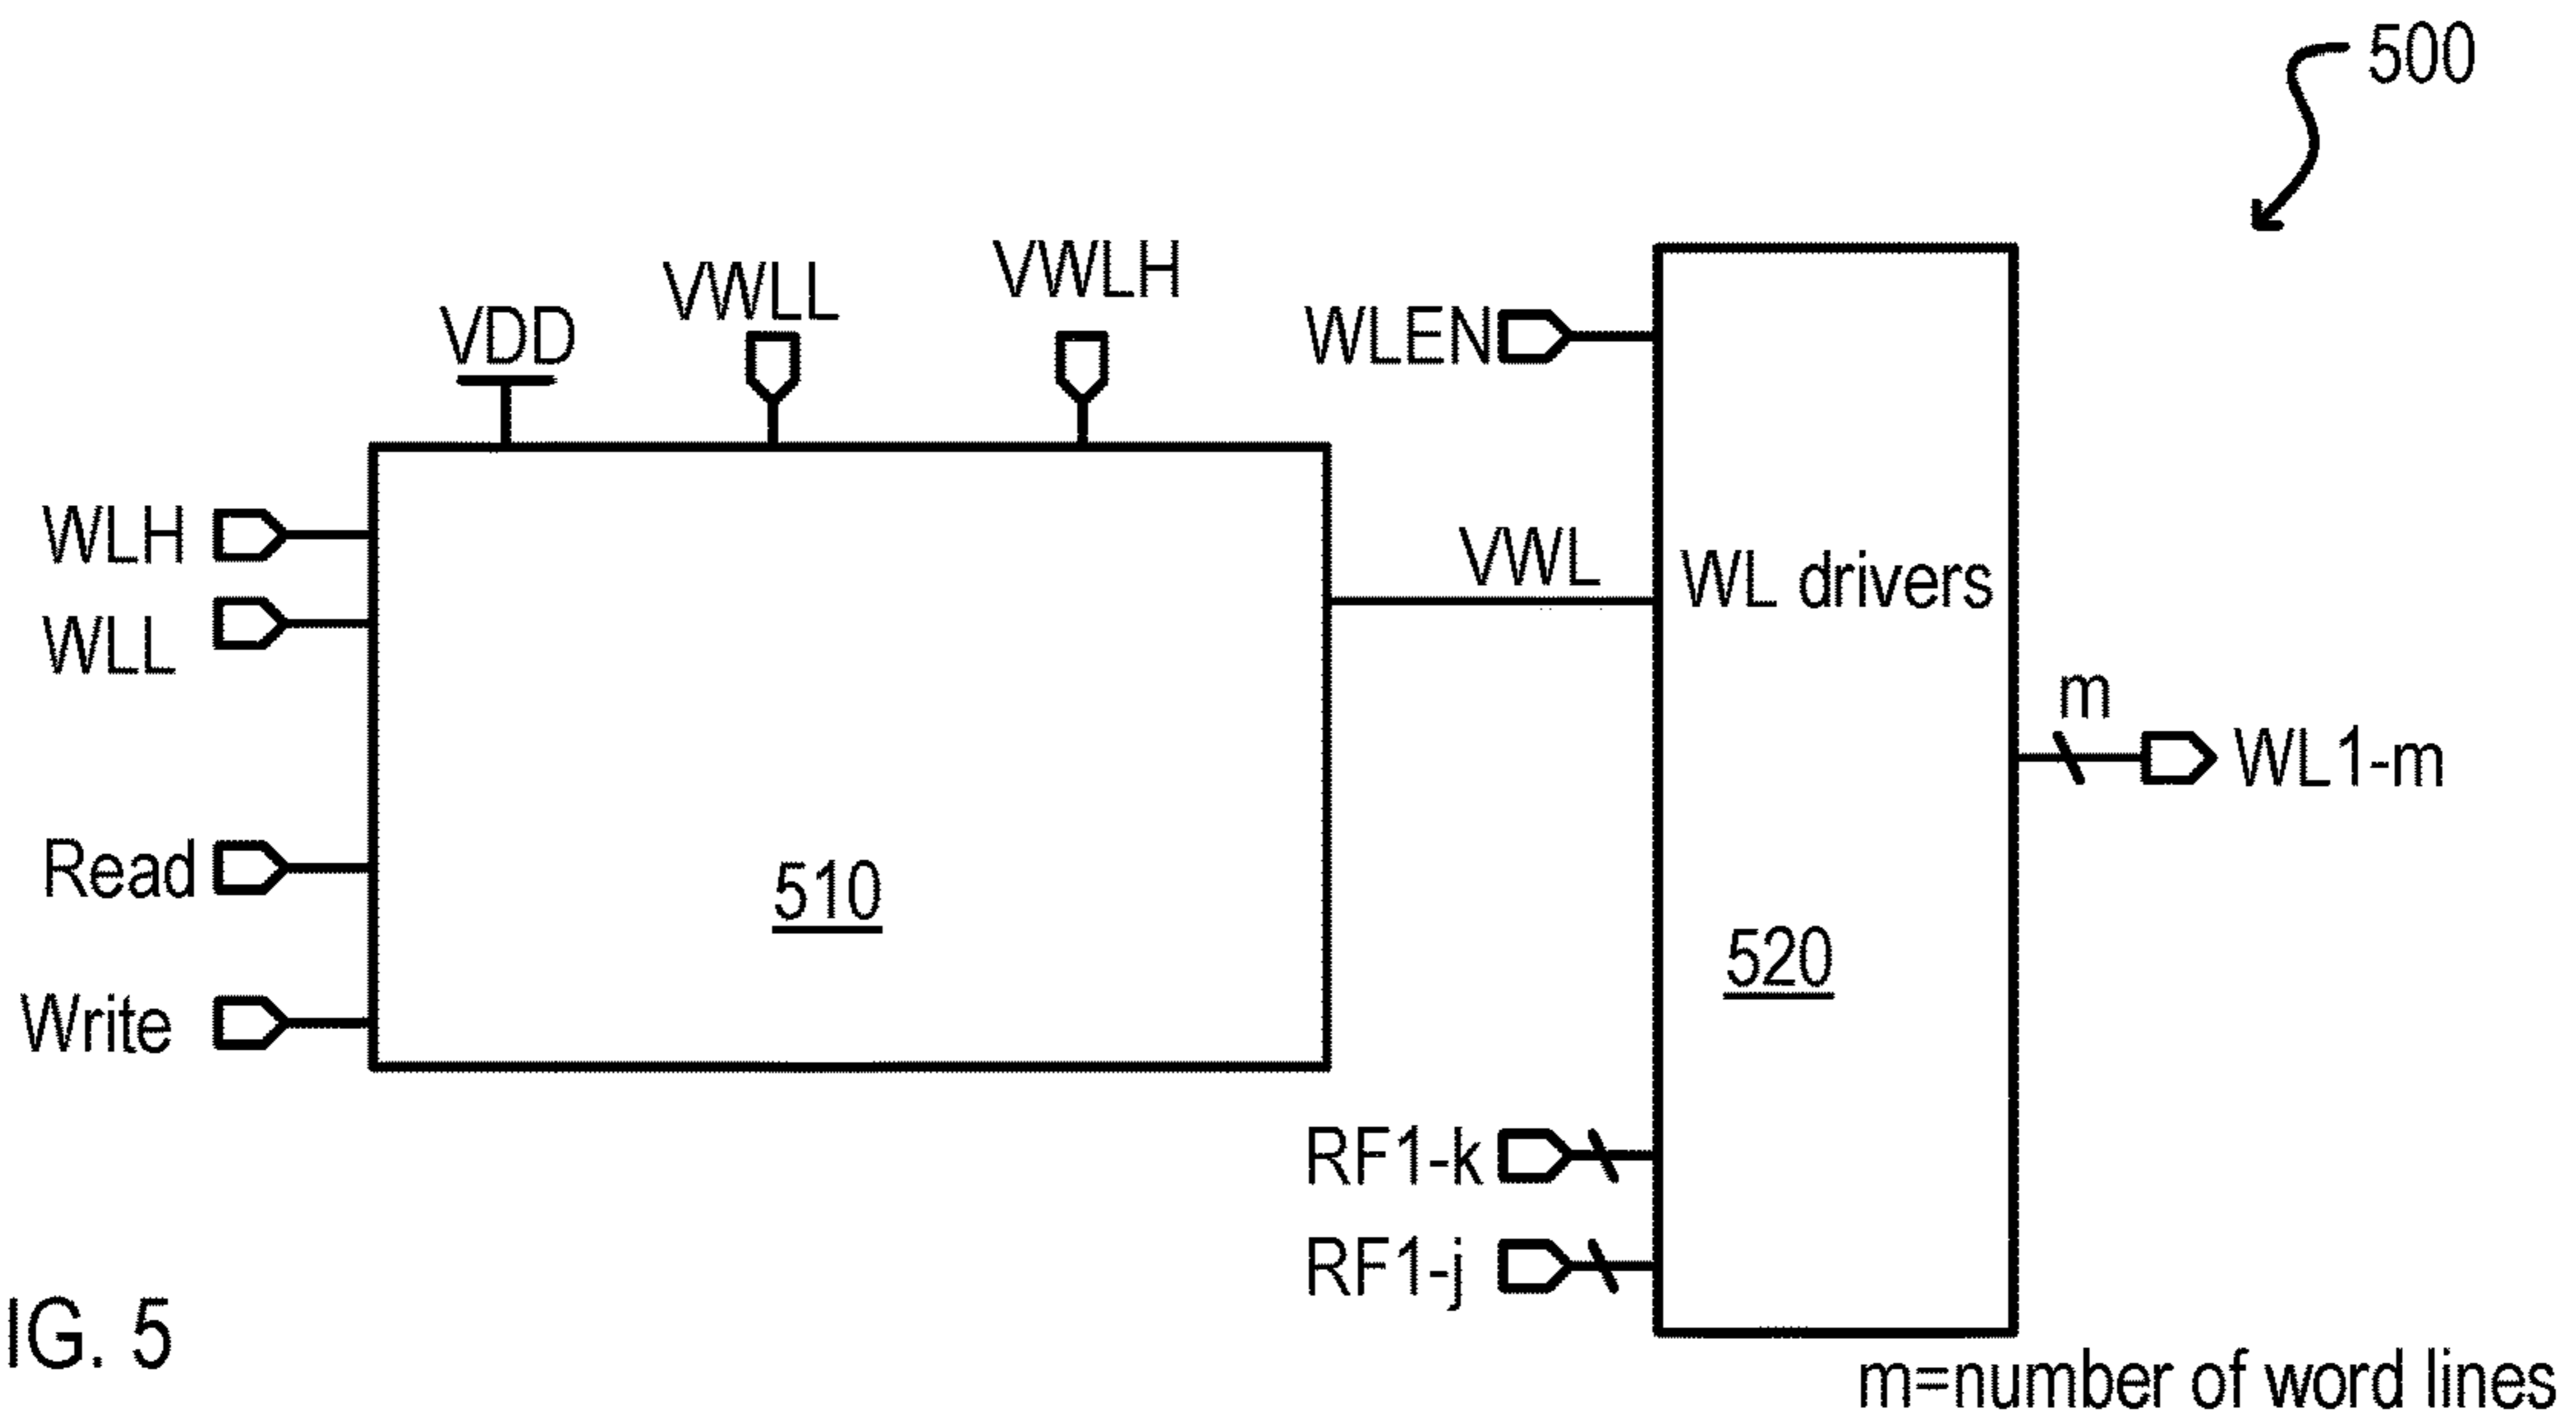 500
VDD
VWLL
VWLH
WLEN
WLH
WLL
VWL
WL drivers
m
WL1-m
Read
510
520
Write
RF1-k
RF1-j
IG. 5
m=number of word lines